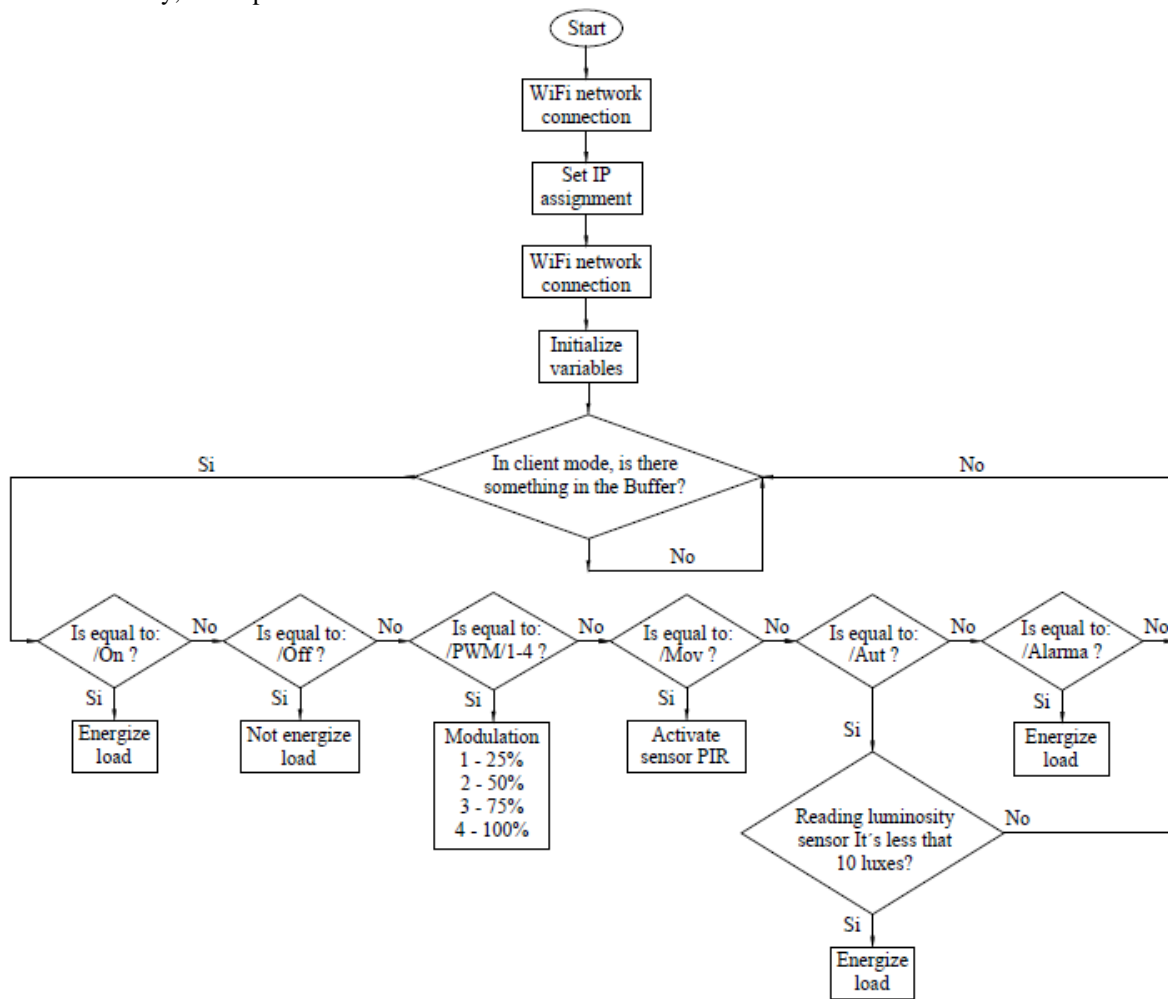 Start
WiFi network
connection
Set IP
assignment
WiFi network
connection
Initialize
variables
In client mode, is there
something in the Buffer?
Si
No
No
Is equal to:
/On ?
No
Is equal to:
/Off ?
No
Is equal to:
/PWM/1-4 ?
No
Is equal to:
/Mov ?
No
Is equal to:
/Aut ?
No
Is equal to:
/Alarma ?
No
Si
Energize
load
Si
Not energize
load
Si
Modulation
1 - 25%
2 - 50%
3 - 75%
4 - 100%
Si
Activate
sensor PIR
Si
Si
Energize
load
Reading luminosity
sensor It´s less that
10 luxes?
No
Si
Energize
load